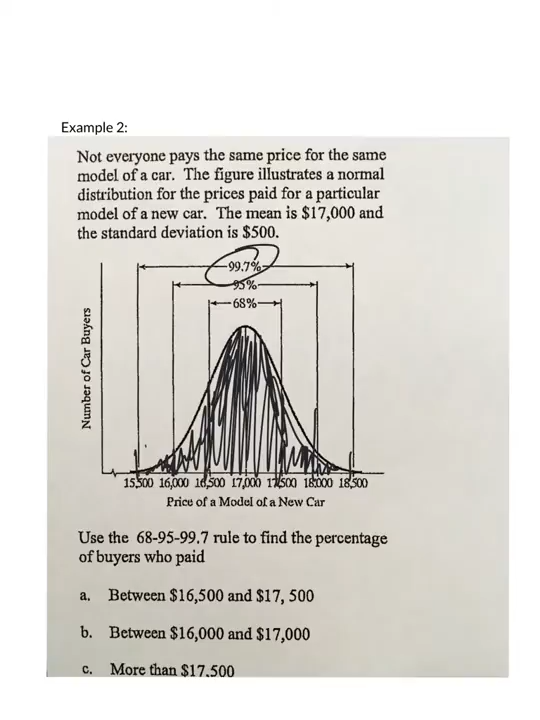 Example 2:
Not everyone pays the same price for the same
model of a car. The figure illustrates a normal
distribution for the prices paid for a particular
model of a new car. The mean is $17,000 and
the standard deviation is $500.
99.7%
95%
68%
Number of Car Buyers
15,500 16,000 16,500 17,000 17,500 18,000 18,500
Price of a Model of a New Car
Use the 68-95-99.7 rule to find the percentage
of buyers who paid
a. Between $16,500 and $17, 500
b. Between $16,000 and $17,000
c. More than $17,500